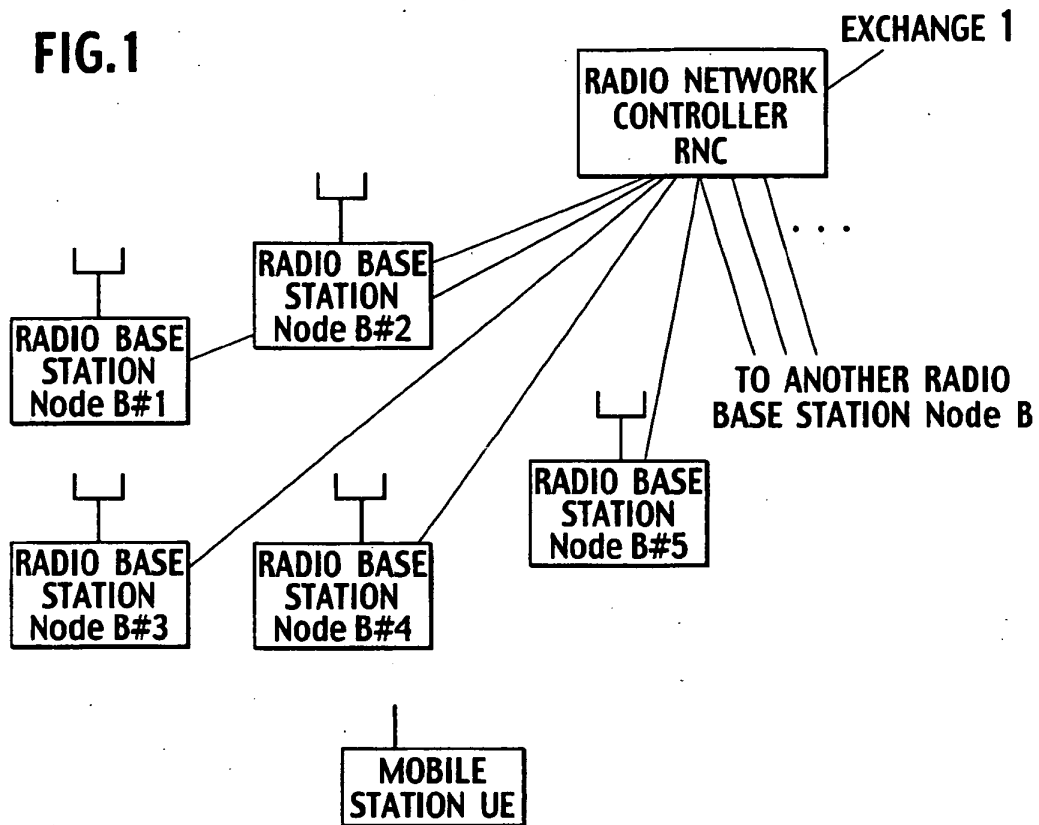 FIG.1
EXCHANGE 1
RADIO NETWORK
CONTROLLER
RNC
RADIO BASE
STATION
Node B#2
RADIO BASE
STATION
Node B#1
. . .
TO ANOTHER RADIO
BASE STATION Node B
RADIO BASE
STATION
Node B#5
RADIO BASE
STATION
Node B#3
RADIO BASE
STATION
Node B#4
MOBILE
STATION UE